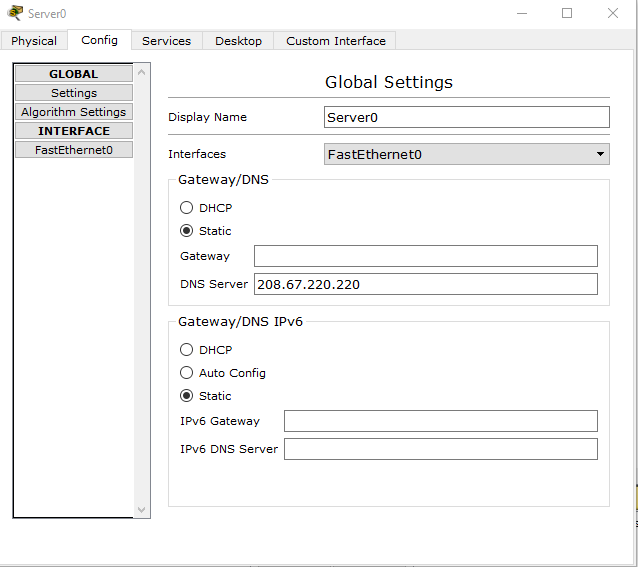 Server0
Physical Config Services Desktop Custom Interface
GLOBAL
Settings
Algorithm Settings
INTERFACE
FastEthernet0
Global Settings
Display Name Server0
Interfaces FastEthernet0
Gateway/DNS
DHCP
Static
Gateway
DNS Server 208.67.220.220
Gateway/DNS IPv6
DHCP
Auto Config
Static
IPv6 Gateway
IPv6 DNS Server